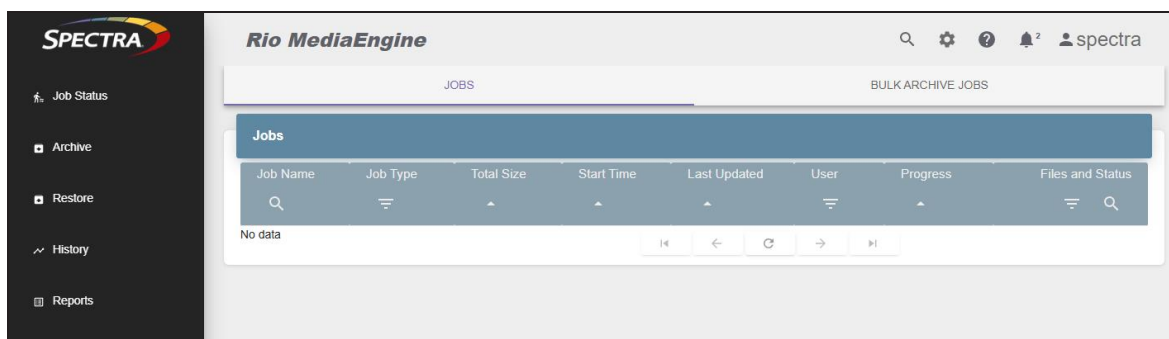 SPECTRA
Rio MediaEngine
2
spectra
Job Status
Archive
Restore
History
Reports
JOBS
BULK ARCHIVE JOBS
Jobs
Job Name Job Type Total Size Start Time Last Updated User Progress Files and Status
No data